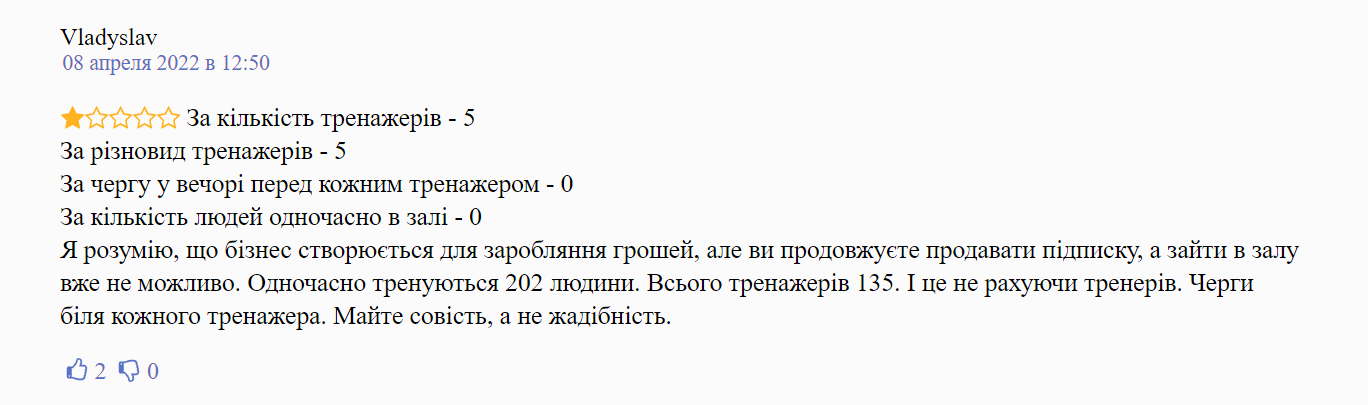 Vladyslav
08 апреля 2022 в 12:50
За кількість тренажерів - 5
За різновид тренажерів - 5
За чергу у вечорі перед кожним тренажером - 0
За кількість людей одночасно в залі - 0
Я розумію, що бізнес створюється для заробляння грошей, але ви продовжуєте продавати підписку, а зайти в залу
вже не можливо. Одночасно тренуються 202 людини. Всього тренажерів 135. І це не рахуючи тренерів. Черги
біля кожного тренажера. Майте совість, а не жадібність.
2 0